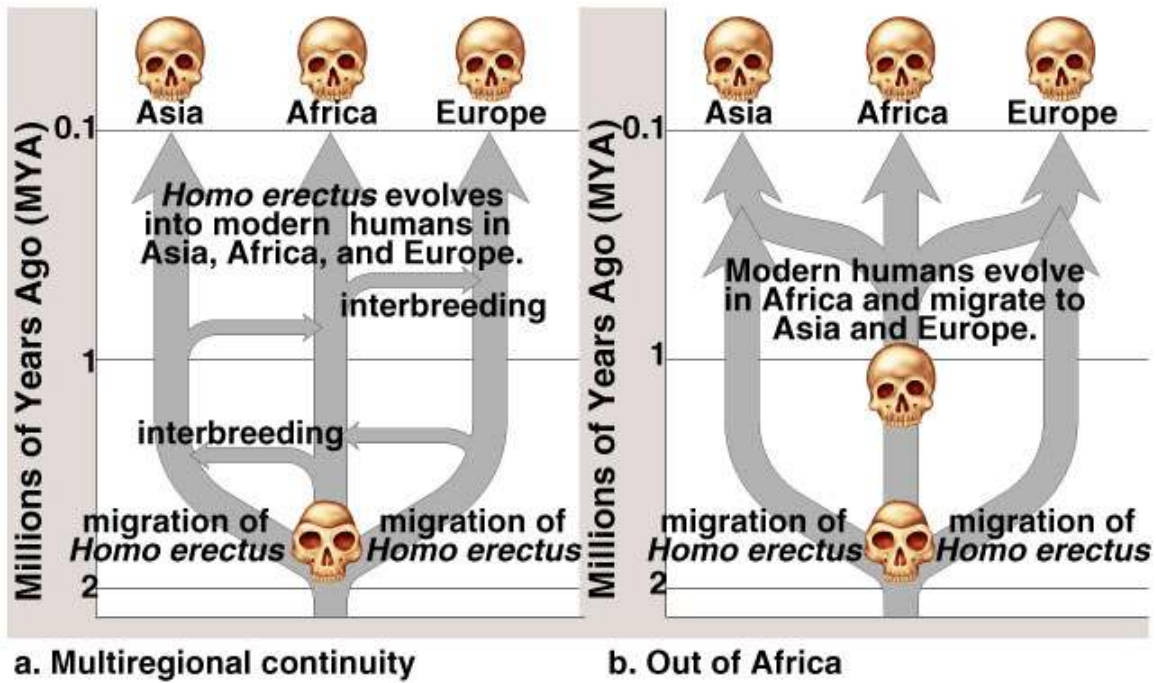 Millions of Years Ago (MYA)
Asia Africa Europe
0.1
Homo erectus evolves
into modern humans in
Asia, Africa, and Europe.
interbreeding
1
interbreeding
migration of
Homo erectus
migration of
Homo erectus
2
a. Multiregional continuity
Millions of Years Ago (MYA)
Asia Africa Europe
0.1
Modern humans evolve
in Africa and migrate to
Asia and Europe.
1
migration of
Homo erectus
migration of
Homo erectus
2
b. Out of Africa